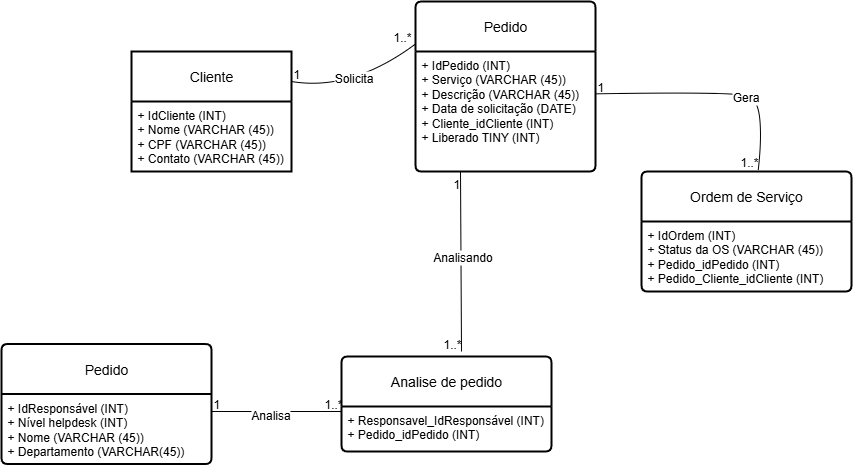 Pedido
+ IdPedido (INT)
+ Serviço (VARCHAR (45))
+ Descrição (VARCHAR (45))
+ Data de solicitação (DATE)
+ Cliente_idCliente (INT)
+ Liberado TINY (INT)
Cliente
+ IdCliente (INT)
+ Nome (VARCHAR (45))
+ CPF (VARCHAR (45))
+ Contato (VARCHAR (45))
1
Solicita
1..*
1
Gera
1..*
Ordem de Serviço
+ IdOrdem (INT)
+ Status da OS (VARCHAR (45))
+ Pedido_idPedido (INT)
+ Pedido_Cliente_idCliente (INT)
1
Analisando
1..*
Pedido
+ IdResponsável (INT)
+ Nível helpdesk (INT)
+ Nome (VARCHAR (45))
+ Departamento (VARCHAR(45))
1
Analisa
1..*
Analise de pedido
+ Responsavel_IdResponsável (INT)
+ Pedido_idPedido (INT)